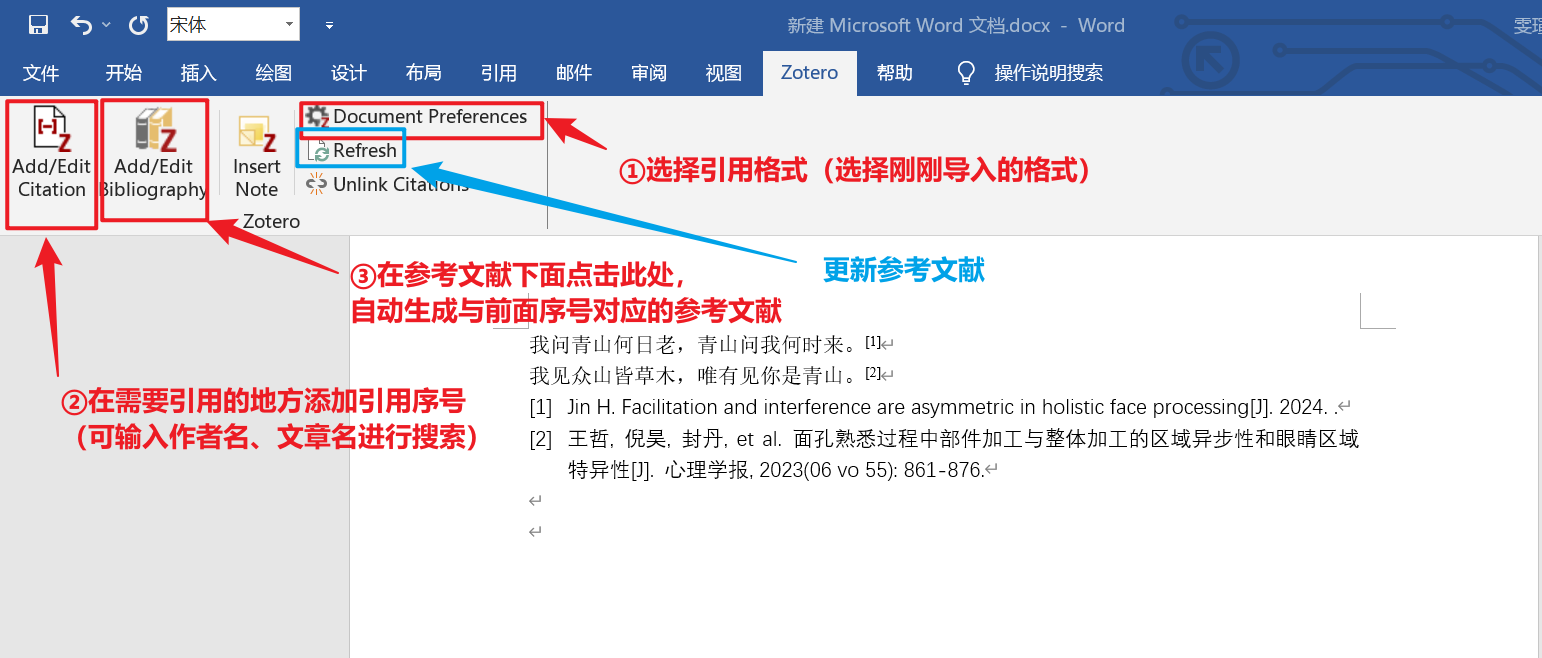 宋体
新建 Microsoft Word 文档.docx - Word
文件 开始 插入 绘图 设计 布局 引用 邮件 审阅 视图 Zotero 帮助 操作说明搜索
Add/Edit Citation
Add/Edit Bibliography
Insert Note
Document Preferences
Refresh
Unlink Citations
Zotero
①选择引用格式（选择刚刚导入的格式）
更新参考文献
③在参考文献下面点击此处，
自动生成与前面序号对应的参考文献
②在需要引用的地方添加引用序号
（可输入作者名、文章名进行搜索）
我问青山何日老，青山问我何时来。[1]
我见众山皆草木，唯有见你是青山。[2]
[1] Jin H. Facilitation and interference are asymmetric in holistic face processing[J]. 2024. .
[2] 王哲, 倪昊, 封丹, et al. 面孔熟悉过程中部件加工与整体加工的区域异步性和眼睛区域
特异性[J]. 心理学报, 2023(06 vo 55): 861-876.